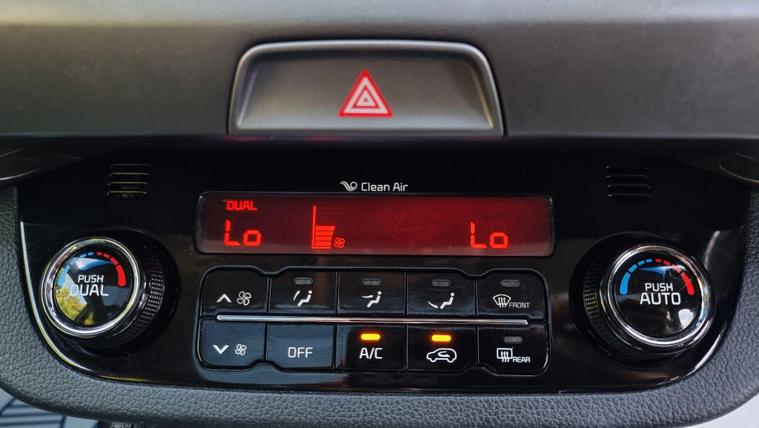 Clean Air
DUAL
Lo
Lo
PUSH
DUAL
PUSH
AUTO
FRONT
OFF
A/C
REAR